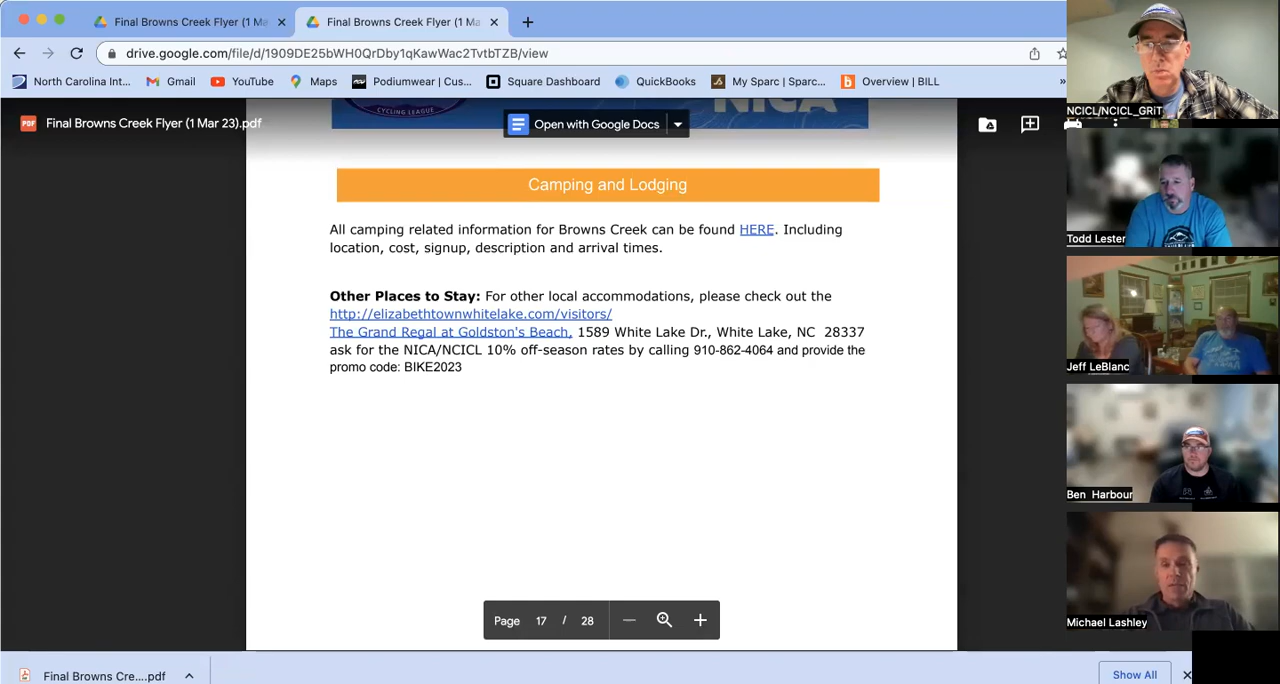 Final Browns Creek Flyer (1 Ma
Final Browns Creek Flyer (1 Ma
drive.google.com/file/d/1909DE25bWH0QrDby1qKawWac2TvtbTZB/view
North Carolina Int...
Gmail
YouTube
Maps
Podiumwear | Cus...
Square Dashboard
QuickBooks
My Sparc | Sparc...
Overview | BILL
»
PDF
Final Browns Creek Flyer (1 Mar 23).pdf
CYCLING LEAGUE
NICA
Open with Google Docs
Camping and Lodging
All camping related information for Browns Creek can be found HERE. Including
location, cost, signup, description and arrival times.
Other Places to Stay: For other local accommodations, please check out the
http://elizabethtownwhitelake.com/visitors/
The Grand Regal at Goldston's Beach, 1589 White Lake Dr., White Lake, NC 28337
ask for the NICA/NCICL 10% off-season rates by calling 910-862-4064 and provide the
promo code: BIKE2023
Page 17 / 28
Final Browns Cre....pdf
Show All
NCICL/NCICL_GRiT
Todd Lester
Jeff LeBlanc
Ben Harbour
Michael Lashley